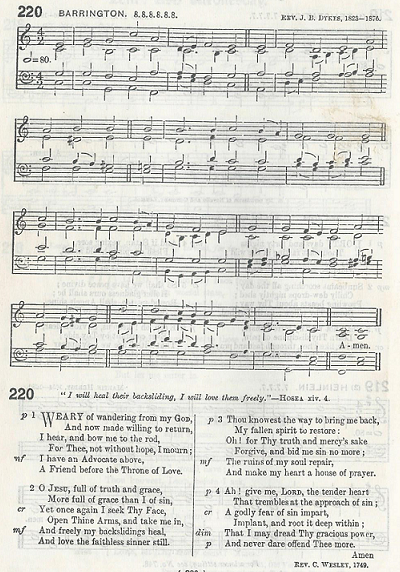 220 BARRINGTON. 8.8.8.8.8.8. REV. J. B. DYKES, 1823–1876.
=80.
A - men.
220
"I will heal their backsliding, I will love them freely."—HOSEA xiv. 4.
p 1 WEARY of wandering from my GOD,
And now made willing to return,
I hear, and bow me to the rod,
For Thee, not without hope, I mourn;
mf I have an Advocate above,
A Friend before the Throne of Love.
2 O JESU, full of truth and grace,
More full of grace than I of sin,
cr Yet once again I seek Thy Face,
Open Thine Arms, and take me in,
mf And freely my backslidings heal,
And love the faithless sinner still.
p 3 Thou knowest the way to bring me back,
My fallen spirit to restore:
Oh! for Thy truth and mercy's sake
Forgive, and bid me sin no more;
mf The ruins of my soul repair,
And make my heart a house of prayer.
p 4 Ah! give me, LORD, the tender heart
That trembles at the approach of sin;
cr A godly fear of sin impart,
Implant, and root it deep within;
dim That I may dread Thy gracious power,
p And never dare offend Thee more.
Amen
REV. C. WESLEY, 1749.